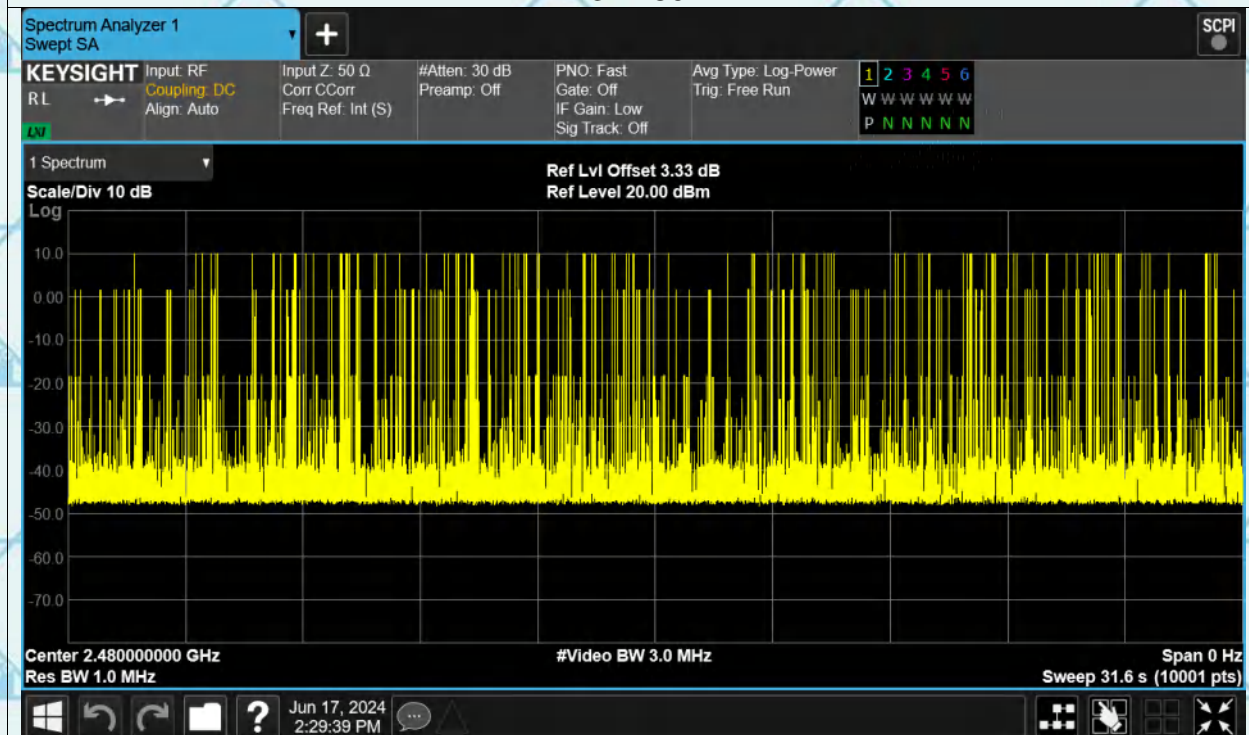 Spectrum Analyzer 1
Swept SA
+
SCPI
KEYSIGHT
RL
LXI
Input: RF
Coupling: DC
Align: Auto
Input Z: 50 Ω
Corr CCorr
Freq Ref: Int (S)
#Atten: 30 dB
Preamp: Off
PNO: Fast
Gate: Off
IF Gain: Low
Sig Track: Off
Avg Type: Log-Power
Trig: Free Run
1 2 3 4 5 6
W W W W W W
P N N N N N
1 Spectrum
Scale/Div 10 dB
Ref Lvl Offset 3.33 dB
Ref Level 20.00 dBm
Log
10.0
0.00
-10.0
-20.0
-30.0
-40.0
-50.0
-60.0
-70.0
Center 2.480000000 GHz
#Video BW 3.0 MHz
Span 0 Hz
Res BW 1.0 MHz
Sweep 31.6 s (10001 pts)
?
Jun 17, 2024
2:29:39 PM